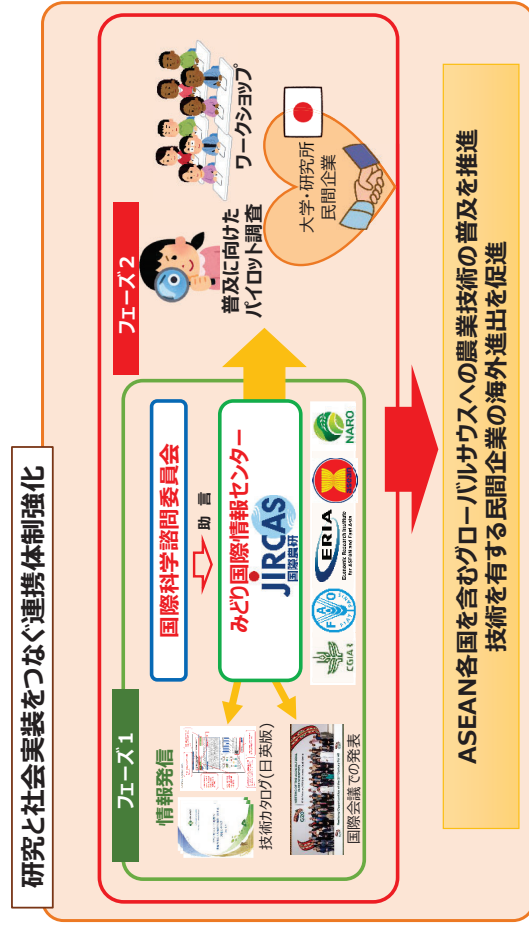 研究と社会実装をつなぐ連携体制強化
フェーズ1
情報発信
技術カタログ(日英版)
G20
国際会議での発表
国際科学諮問委員会
助言
みどり国際情報センター
JIRCAS
国際農研
CGIAR
FAO
ERIA
Economic Research Institute
for ASEAN and East Asia
NARO
フェーズ2
普及に向けた
パイロット調査
ワークショップ
大学・研究所
民間企業
ASEAN各国を含むグローバルサウスへの農業技術の普及を推進
技術を有する民間企業の海外進出を促進